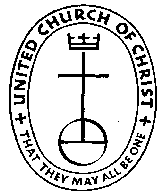 UNITED CHURCH OF CHRIST
THAT THEY MAY ALL BE ONE